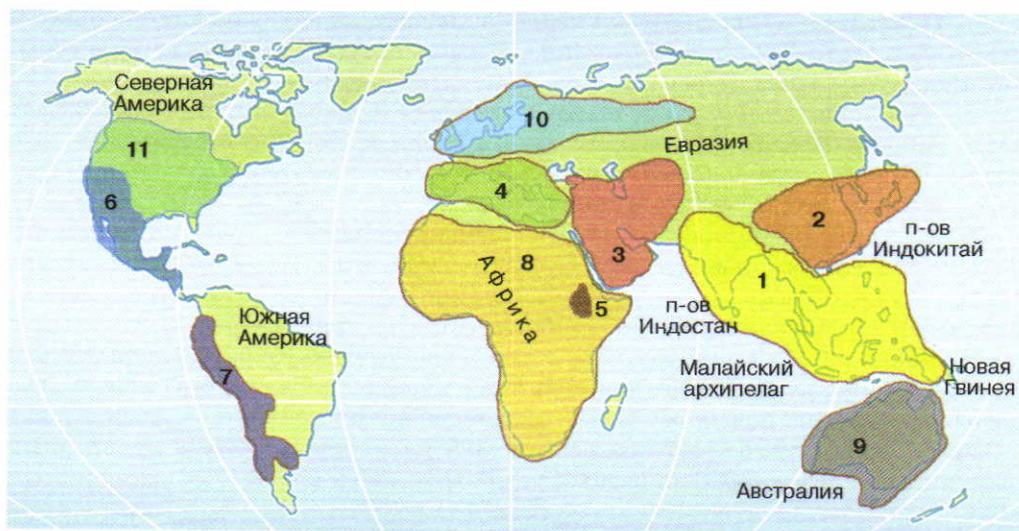 Северная
Америка
11
6
Южная
Америка
7
10
Евразия
4
3
2
п-ов
Индокитай
8
Африка
5
1
п-ов
Индостан
Малайский
архипелаг
Новая
Гвинея
9
Австралия